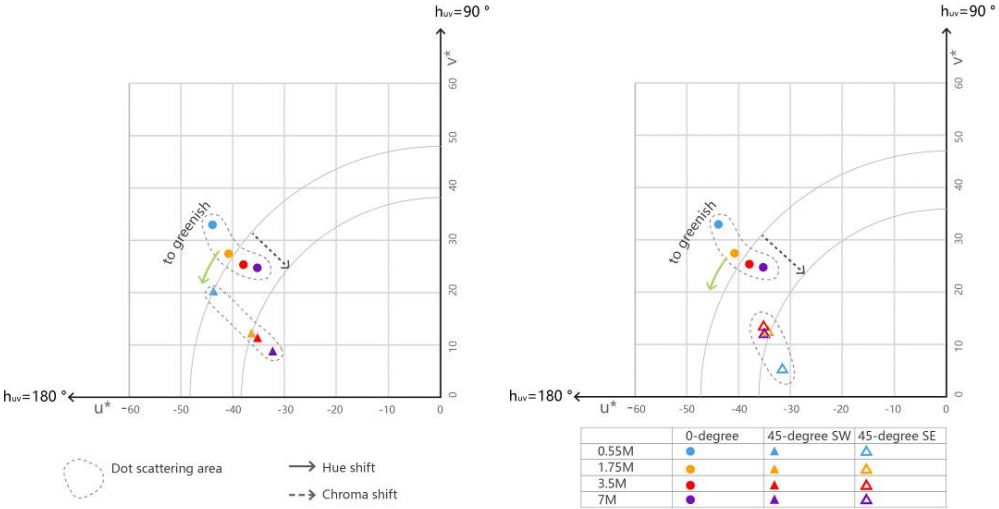 huv=90 °
v*
60
50
40
30
20
10
0
to greenish
huv=180 °
u*
-60
-50
-40
-30
-20
-10
0
Dot scattering area
Hue shift
Chroma shift
huv=90 °
v*
60
50
40
30
20
10
0
to greenish
huv=180 °
u*
-60
-50
-40
-30
-20
-10
0
0-degree 45-degree SW 45-degree SE
0.55M
1.75M
3.5M
7M